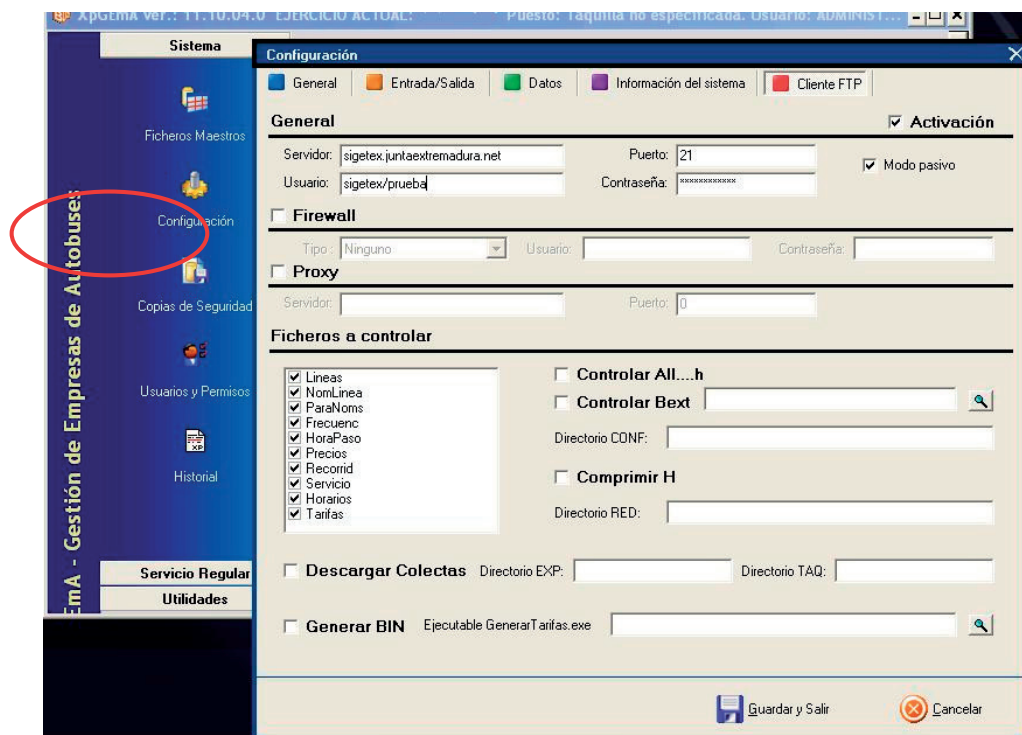 XpGEmA Ver.: 11.10.04.0 EJERCICIO ACTUAL: Puesto: Taquilla no especificada. Usuario: ADMINIST...
EmA - Gestión de Empresas de Autobuses
Sistema
Ficheros Maestros
Configuración
Copias de Seguridad
Usuarios y Permisos
Historial
Servicio Regular
Utilidades
Configuración
General Entrada/Salida Datos Información del sistema Cliente FTP
General Activación
Servidor: sigetex.juntaextremadura.net Puerto: 21 Modo pasivo
Usuario: sigetex/prueba Contraseña: ************
Firewall
Tipo: Ninguno Usuario: Contraseña:
Proxy
Servidor: Puerto: 0
Ficheros a controlar
Lineas
NomLinea
ParaNoms
Frecuenc
HoraPaso
Precios
Recorrid
Servicio
Horarios
Tarifas
Controlar All....h
Controlar Bext
Directorio CONF:
Comprimir H
Directorio RED:
Descargar Colectas Directorio EXP: Directorio TAQ:
Generar BIN Ejecutable GenerarTarifas.exe
Guardar y Salir Cancelar